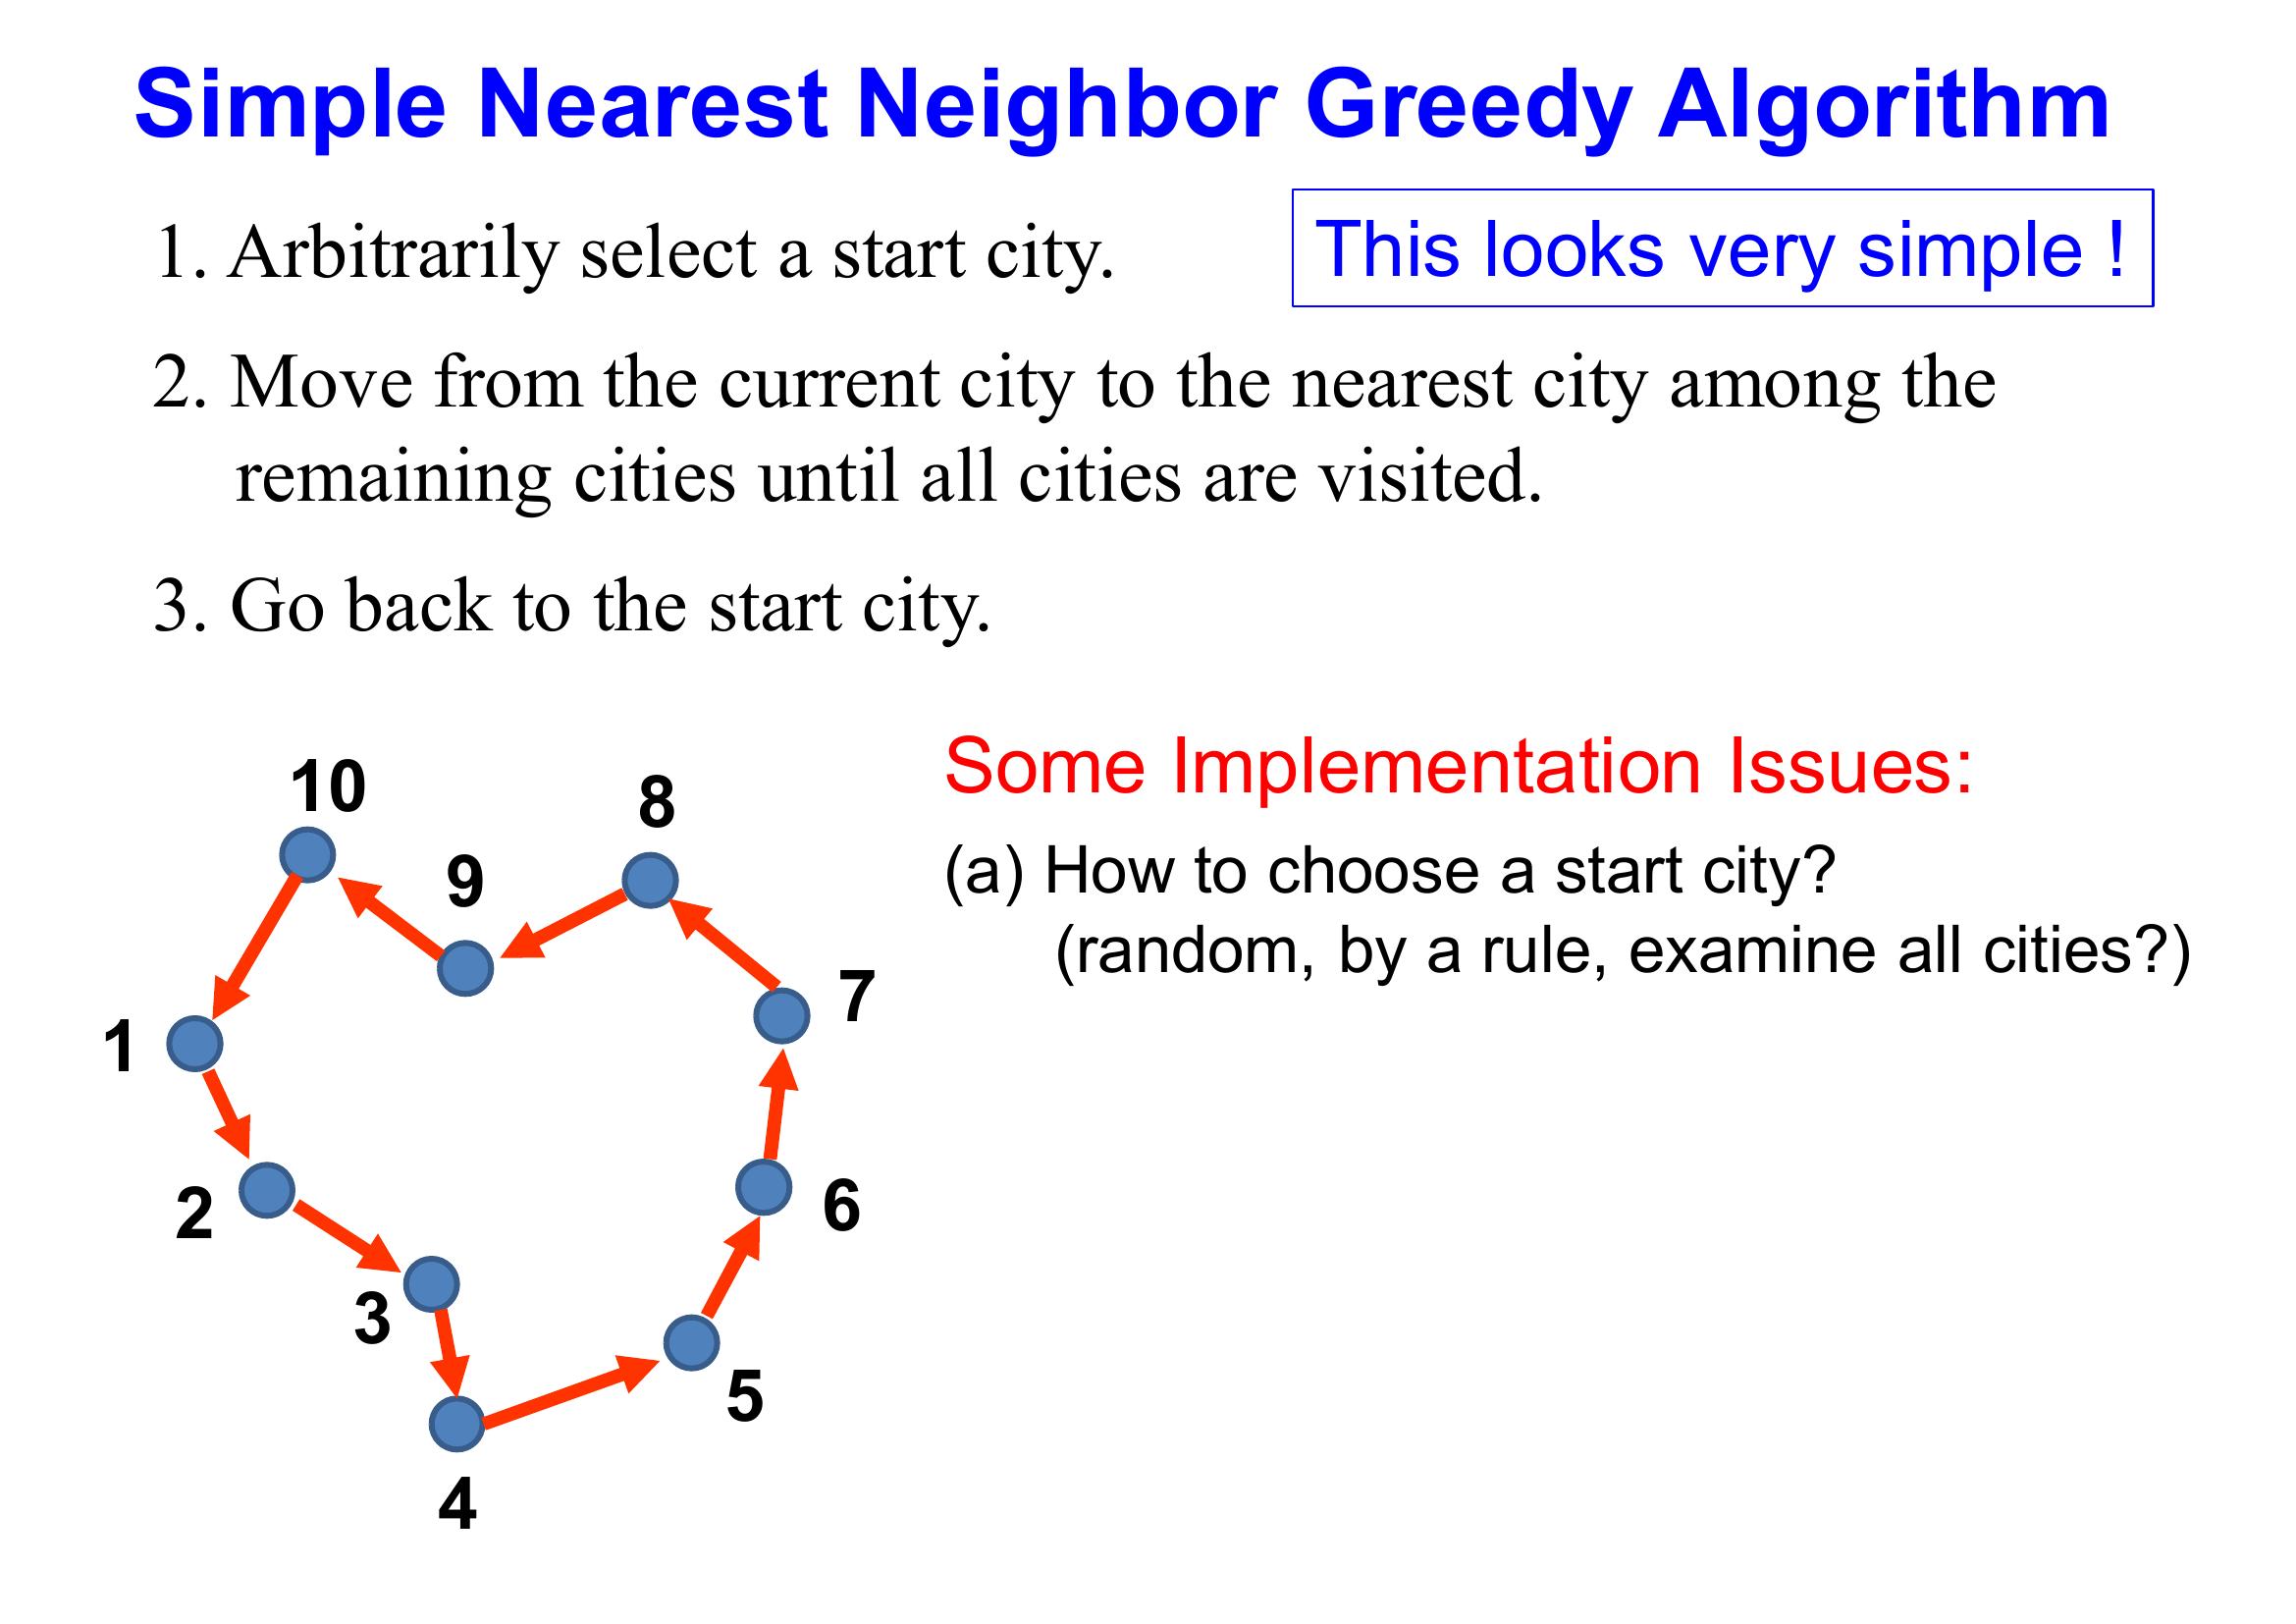 Simple Nearest Neighbor Greedy Algorithm
1. Arbitrarily select a start city.
This looks very simple !
2. Move from the current city to the nearest city among the
remaining cities until all cities are visited.
3. Go back to the start city.
Some Implementation Issues:
(a) How to choose a start city?
(random, by a rule, examine all cities?)
10
8
9
7
1
6
2
3
5
4